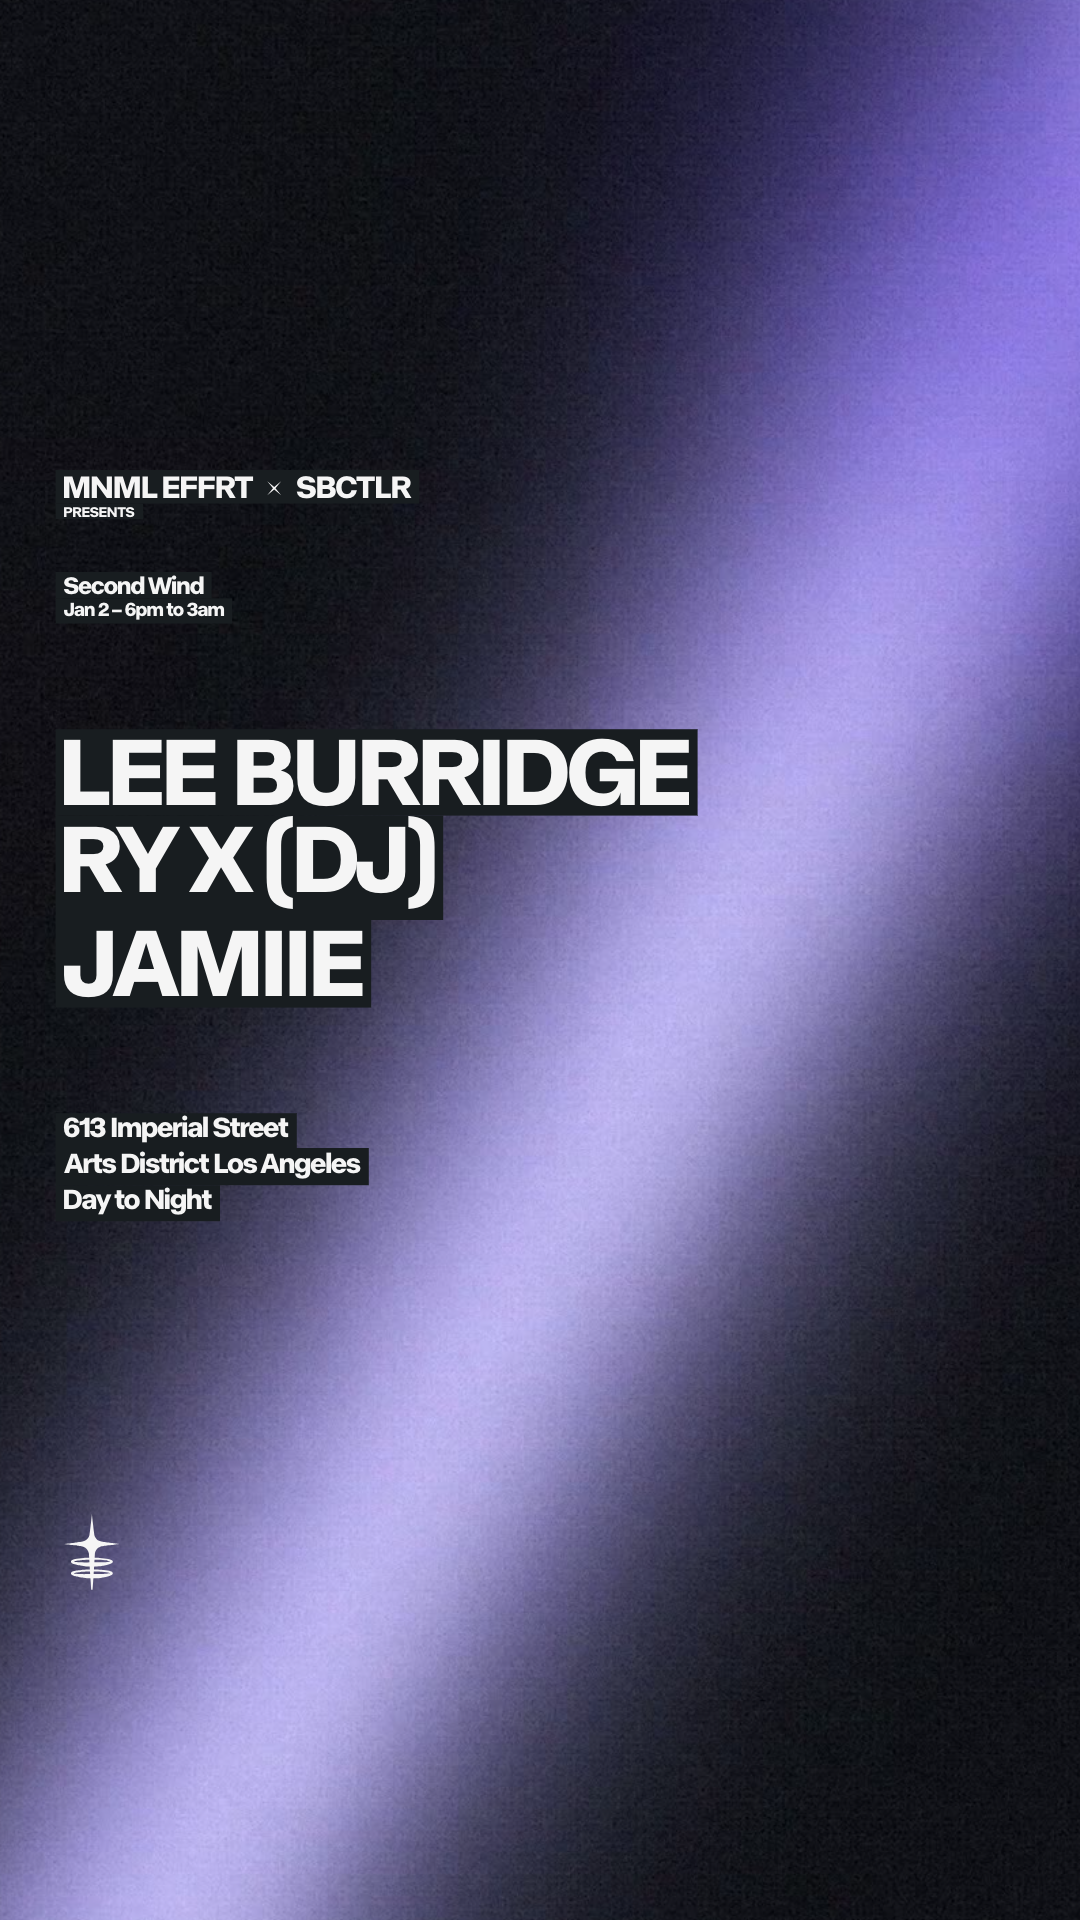 MNML EFFRT × SBCTLR
PRESENTS
Second Wind
Jan 2 – 6pm to 3am
LEE BURRIDGE
RY X (DJ)
JAMIIE
613 Imperial Street
Arts District Los Angeles
Day to Night